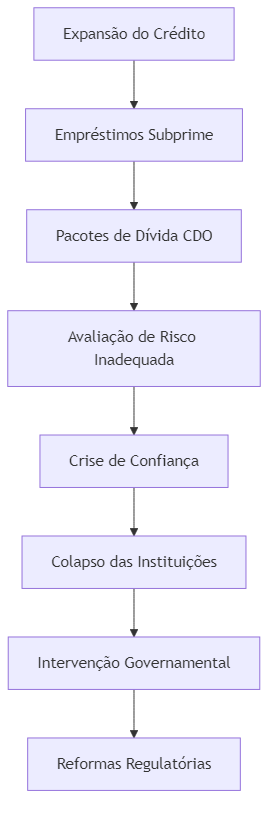 Expansão do Crédito
Empréstimos Subprime
Pacotes de Dívida CDO
Avaliação de Risco
Inadequada
Crise de Confiança
Colapso das Instituições
Intervenção Governamental
Reformas Regulatórias